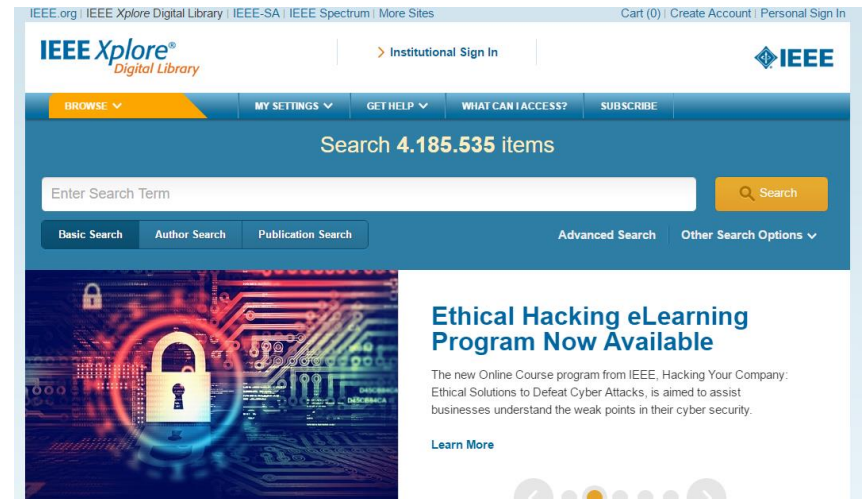 IEEE.org | IEEE Xplore Digital Library | IEEE-SA | IEEE Spectrum | More Sites
Cart (0) | Create Account | Personal Sign In
IEEE Xplore®
Digital Library
Institutional Sign In
IEEE
BROWSE
MY SETTINGS
GET HELP
WHAT CAN I ACCESS?
SUBSCRIBE
Search 4.185.535 items
Enter Search Term
Search
Basic Search
Author Search
Publication Search
Advanced Search
Other Search Options
Ethical Hacking eLearning
Program Now Available
The new Online Course program from IEEE, Hacking Your Company:
Ethical Solutions to Defeat Cyber Attacks, is aimed to assist
businesses understand the weak points in their cyber security.
Learn More